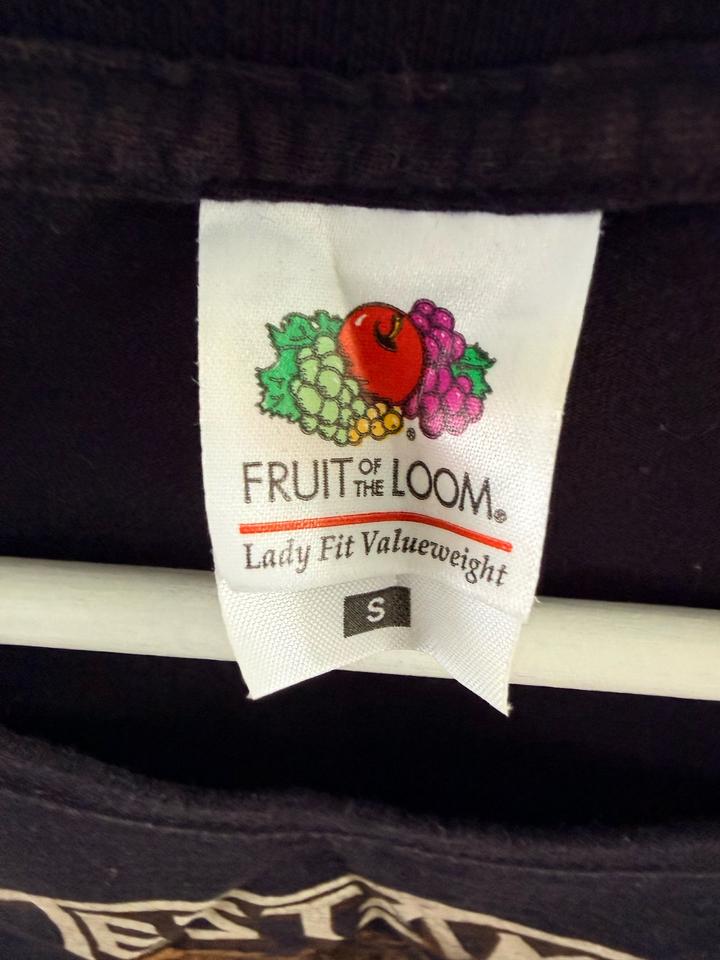 FRUIT OF THE LOOM®
Lady Fit Valueweight
S